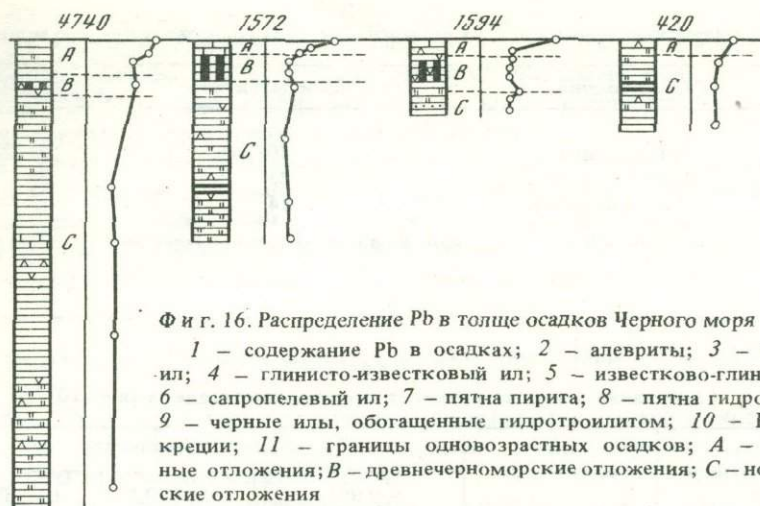 4740 1572 1594 420
A A A A
B B B
C C C C
Фиг. 16. Распределение Pb в толще осадков Черного моря
1 – содержание Pb в осадках; 2 – алевриты; 3 –
ил; 4 – глинисто-известковый ил; 5 – известково-глин
6 – сапропелевый ил; 7 – пятна пирита; 8 – пятна гидро
9 – черные илы, обогащенные гидротроилитом; 10 –
креции; 11 – границы одновозрастных осадков; А –
ные отложения; В – древнечерноморские отложения; С – но
ские отложения